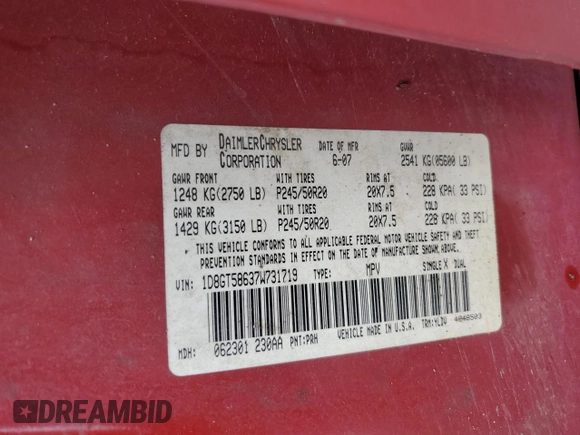 MFD BY DAIMLERCHRYSLER CORPORATION DATE OF MFR 6-07 GVWR 2541 KG(05600 LB)
GAWR FRONT WITH TIRES RIMS AT COLD
1248 KG(2750 LB) P245/50R20 20X7.5 228 KPA( 33 PSI)
GAWR REAR WITH TIRES RIMS AT COLD
1429 KG(3150 LB) P245/50R20 20X7.5 228 KPA( 33 PSI)
THIS VEHICLE CONFORMS TO ALL APPLICABLE FEDERAL MOTOR VEHICLE SAFETY AND THEFT
PREVENTION STANDARDS IN EFFECT ON THE DATE OF MANUFACTURE SHOWN ABOVE.
VIN: 1D8GT58637W731719 TYPE: MPV SINGLE X DUAL
MDH: 062301 230AA PNT:PRH VEHICLE MADE IN U.S.A. TRM:YLDV 4848503
DREAMBID